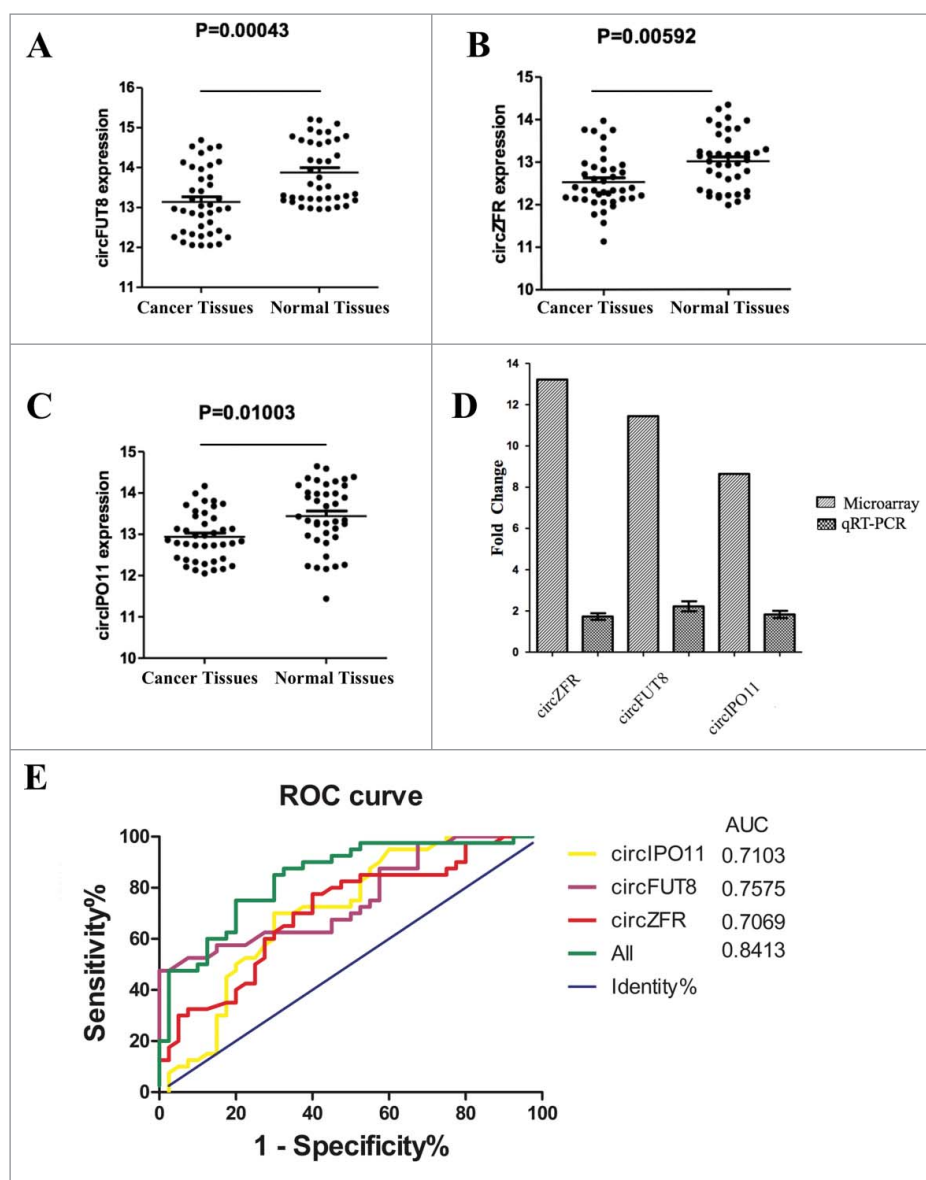 A
P=0.00043
circFUT8 expression
16
15
14
13
12
11
Cancer Tissues Normal Tissues
B
P=0.00592
circZFR expression
15
14
13
12
11
10
Cancer Tissues Normal Tissues
C
P=0.01003
circIPO11 expression
15
14
13
12
11
10
Cancer Tissues Normal Tissues
D
Fold Change
14
12
10
8
6
4
2
0
circZFR circFUT8 circIPO11
Microarray
qRT-PCR
E
ROC curve
Sensitivity%
100
80
60
40
20
0
0 20 40 60 80 100
1 - Specificity%
AUC
circIPO11 0.7103
circFUT8 0.7575
circZFR 0.7069
All 0.8413
Identity%